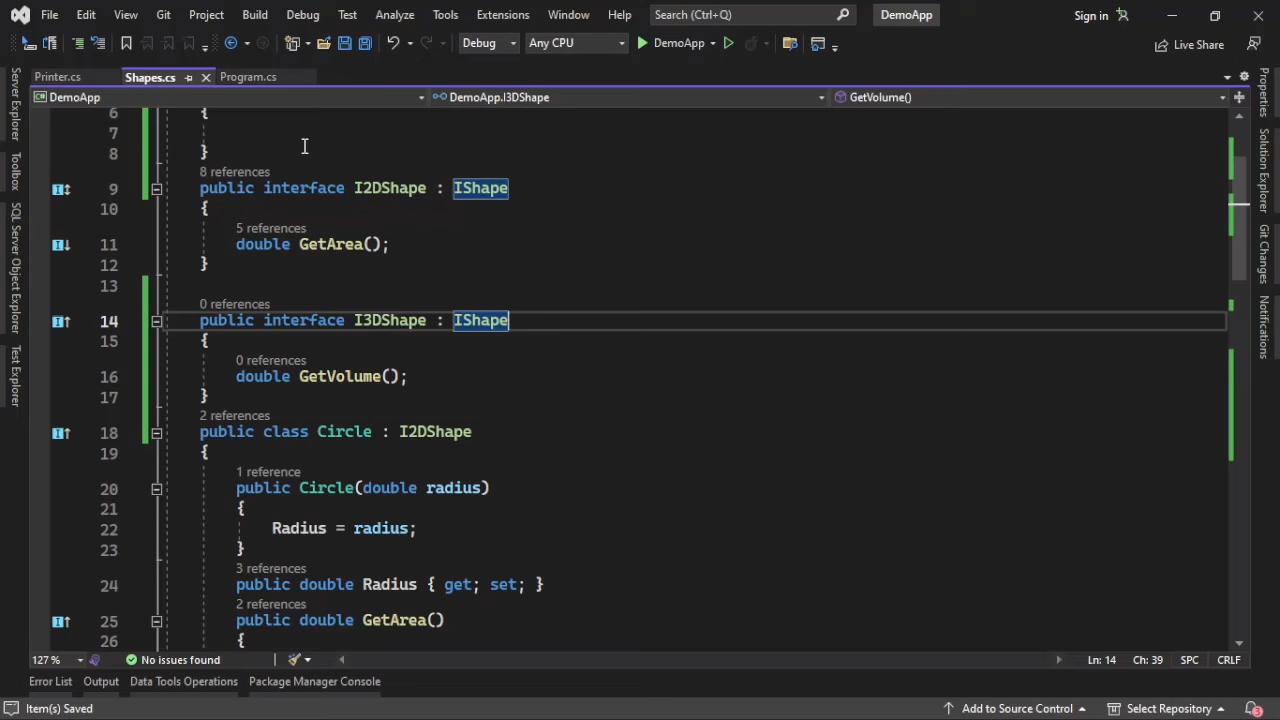 File Edit View Git Project Build Debug Test Analyze Tools Extensions Window Help Search (Ctrl+Q) DemoApp Sign in
Debug Any CPU DemoApp Live Share
Printer.cs Shapes.cs Program.cs
DemoApp DemoApp.I3DShape GetVolume()
6 {
7
8 }
8 references
9 public interface I2DShape : IShape
10 {
5 references
11 double GetArea();
12 }
13
0 references
14 public interface I3DShape : IShape
15 {
0 references
16 double GetVolume();
17 }
2 references
18 public class Circle : I2DShape
19 {
1 reference
20 public Circle(double radius)
21 {
22 Radius = radius;
23 }
3 references
24 public double Radius { get; set; }
2 references
25 public double GetArea()
26 {
Server Explorer
Toolbox
SQL Server Object Explorer
Test Explorer
Properties
Solution Explorer
Git Changes
Notifications
127 % No issues found Ln: 14 Ch: 39 SPC CRLF
Error List Output Data Tools Operations Package Manager Console
Item(s) Saved Add to Source Control Select Repository 3